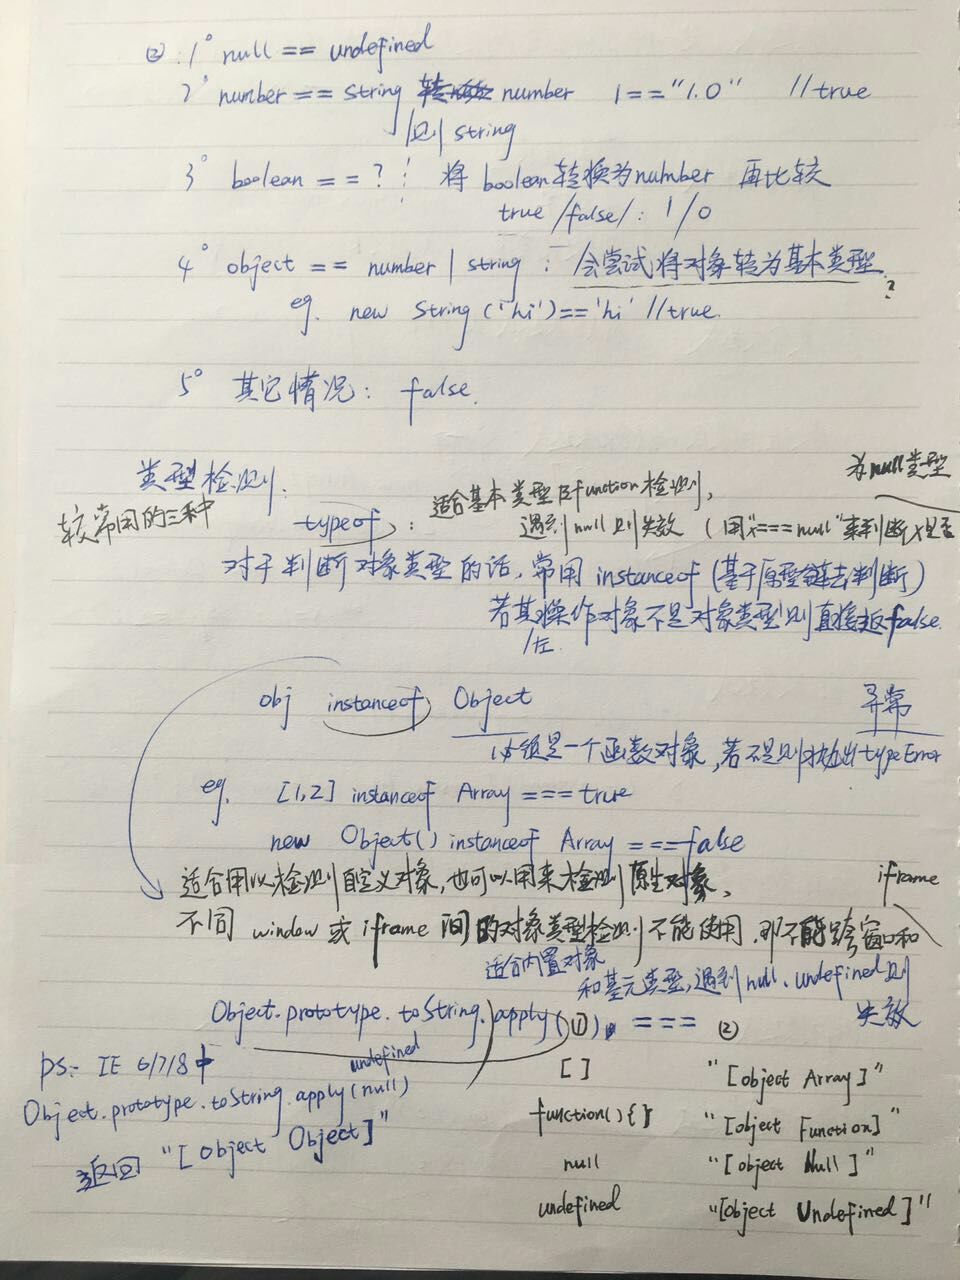 ② 1° null == undefined
2° number == string number 1=="1.0" //true
则 string
3° boolean == ? : 将 boolean转换为number 再比较
true /false/ : 1/0
4° object == number | string : 会尝试将对象转为基本类型?
eg. new String('hi')=='hi' //true.
5° 其它情况: false.
类型检测:
较常用的三种
typeof : 适合基本类型及function检测,
遇到null则失效 (用"x===null"来判断x是否
为null类型
对于判断对象类型的话,常用 instanceof (基于原型链去判断)
若其操作对象不是对象类型则直接返false.
左
obj instanceof Object
必须是一个函数对象,若不是则抛出typeError
异常
eg. [1,2] instanceof Array === true
new Object() instanceof Array === false
适合用以检测自定义对象,也可以用来检测原生对象、
不同 window 或 iframe 间的对象类型检测不能使用,即不能跨窗口和
iframe
适合内置对象
和基元类型,遇到null、undefined则
失效
Object.prototype.toString.apply(①) === ②
[] "[object Array]"
function(){} "[object Function]
null "[object Null]"
undefined "[object Undefined]"
ps: IE 6/7/8中
undefined
Object.prototype.toString.apply(null)
返回 "[Object Object]"